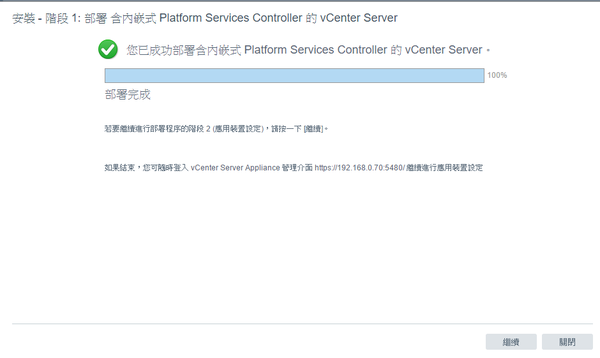 安裝 - 階段 1: 部署 含內嵌式 Platform Services Controller 的 vCenter Server
您已成功部署含內嵌式 Platform Services Controller 的 vCenter Server。
100%
部署完成
若要繼續進行部署程序的階段 2 (應用裝置設定)，請按一下 [繼續]。
如果結束，您可隨時登入 vCenter Server Appliance 管理介面 https://192.168.0.70:5480/ 繼續進行應用裝置設定
繼續
關閉